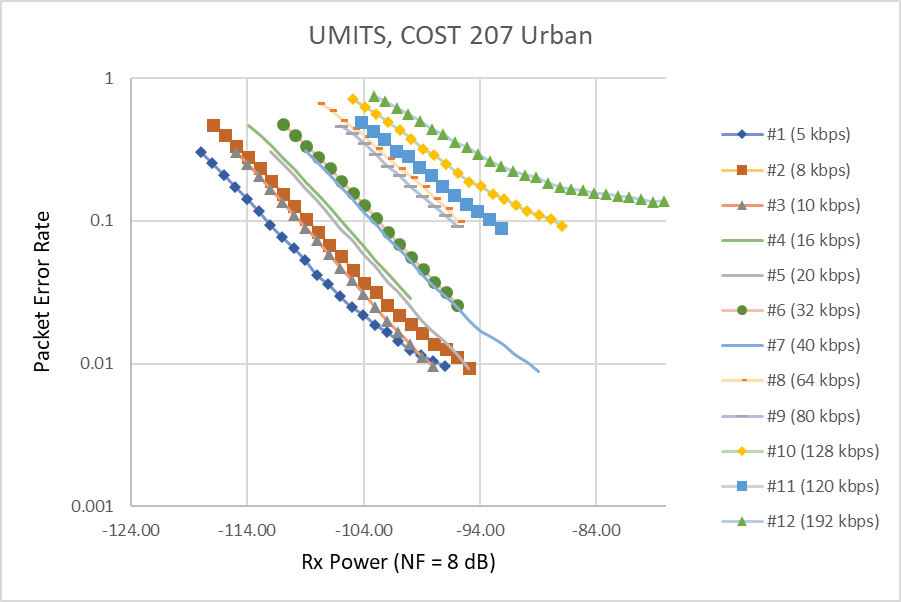 UMITS, COST 207 Urban
1
0.1
0.01
0.001
Packet Error Rate
-124.00
-114.00
-104.00
-94.00
-84.00
Rx Power (NF = 8 dB)
#1 (5 kbps)
#2 (8 kbps)
#3 (10 kbps)
#4 (16 kbps)
#5 (20 kbps)
#6 (32 kbps)
#7 (40 kbps)
#8 (64 kbps)
#9 (80 kbps)
#10 (128 kbps)
#11 (120 kbps)
#12 (192 kbps)